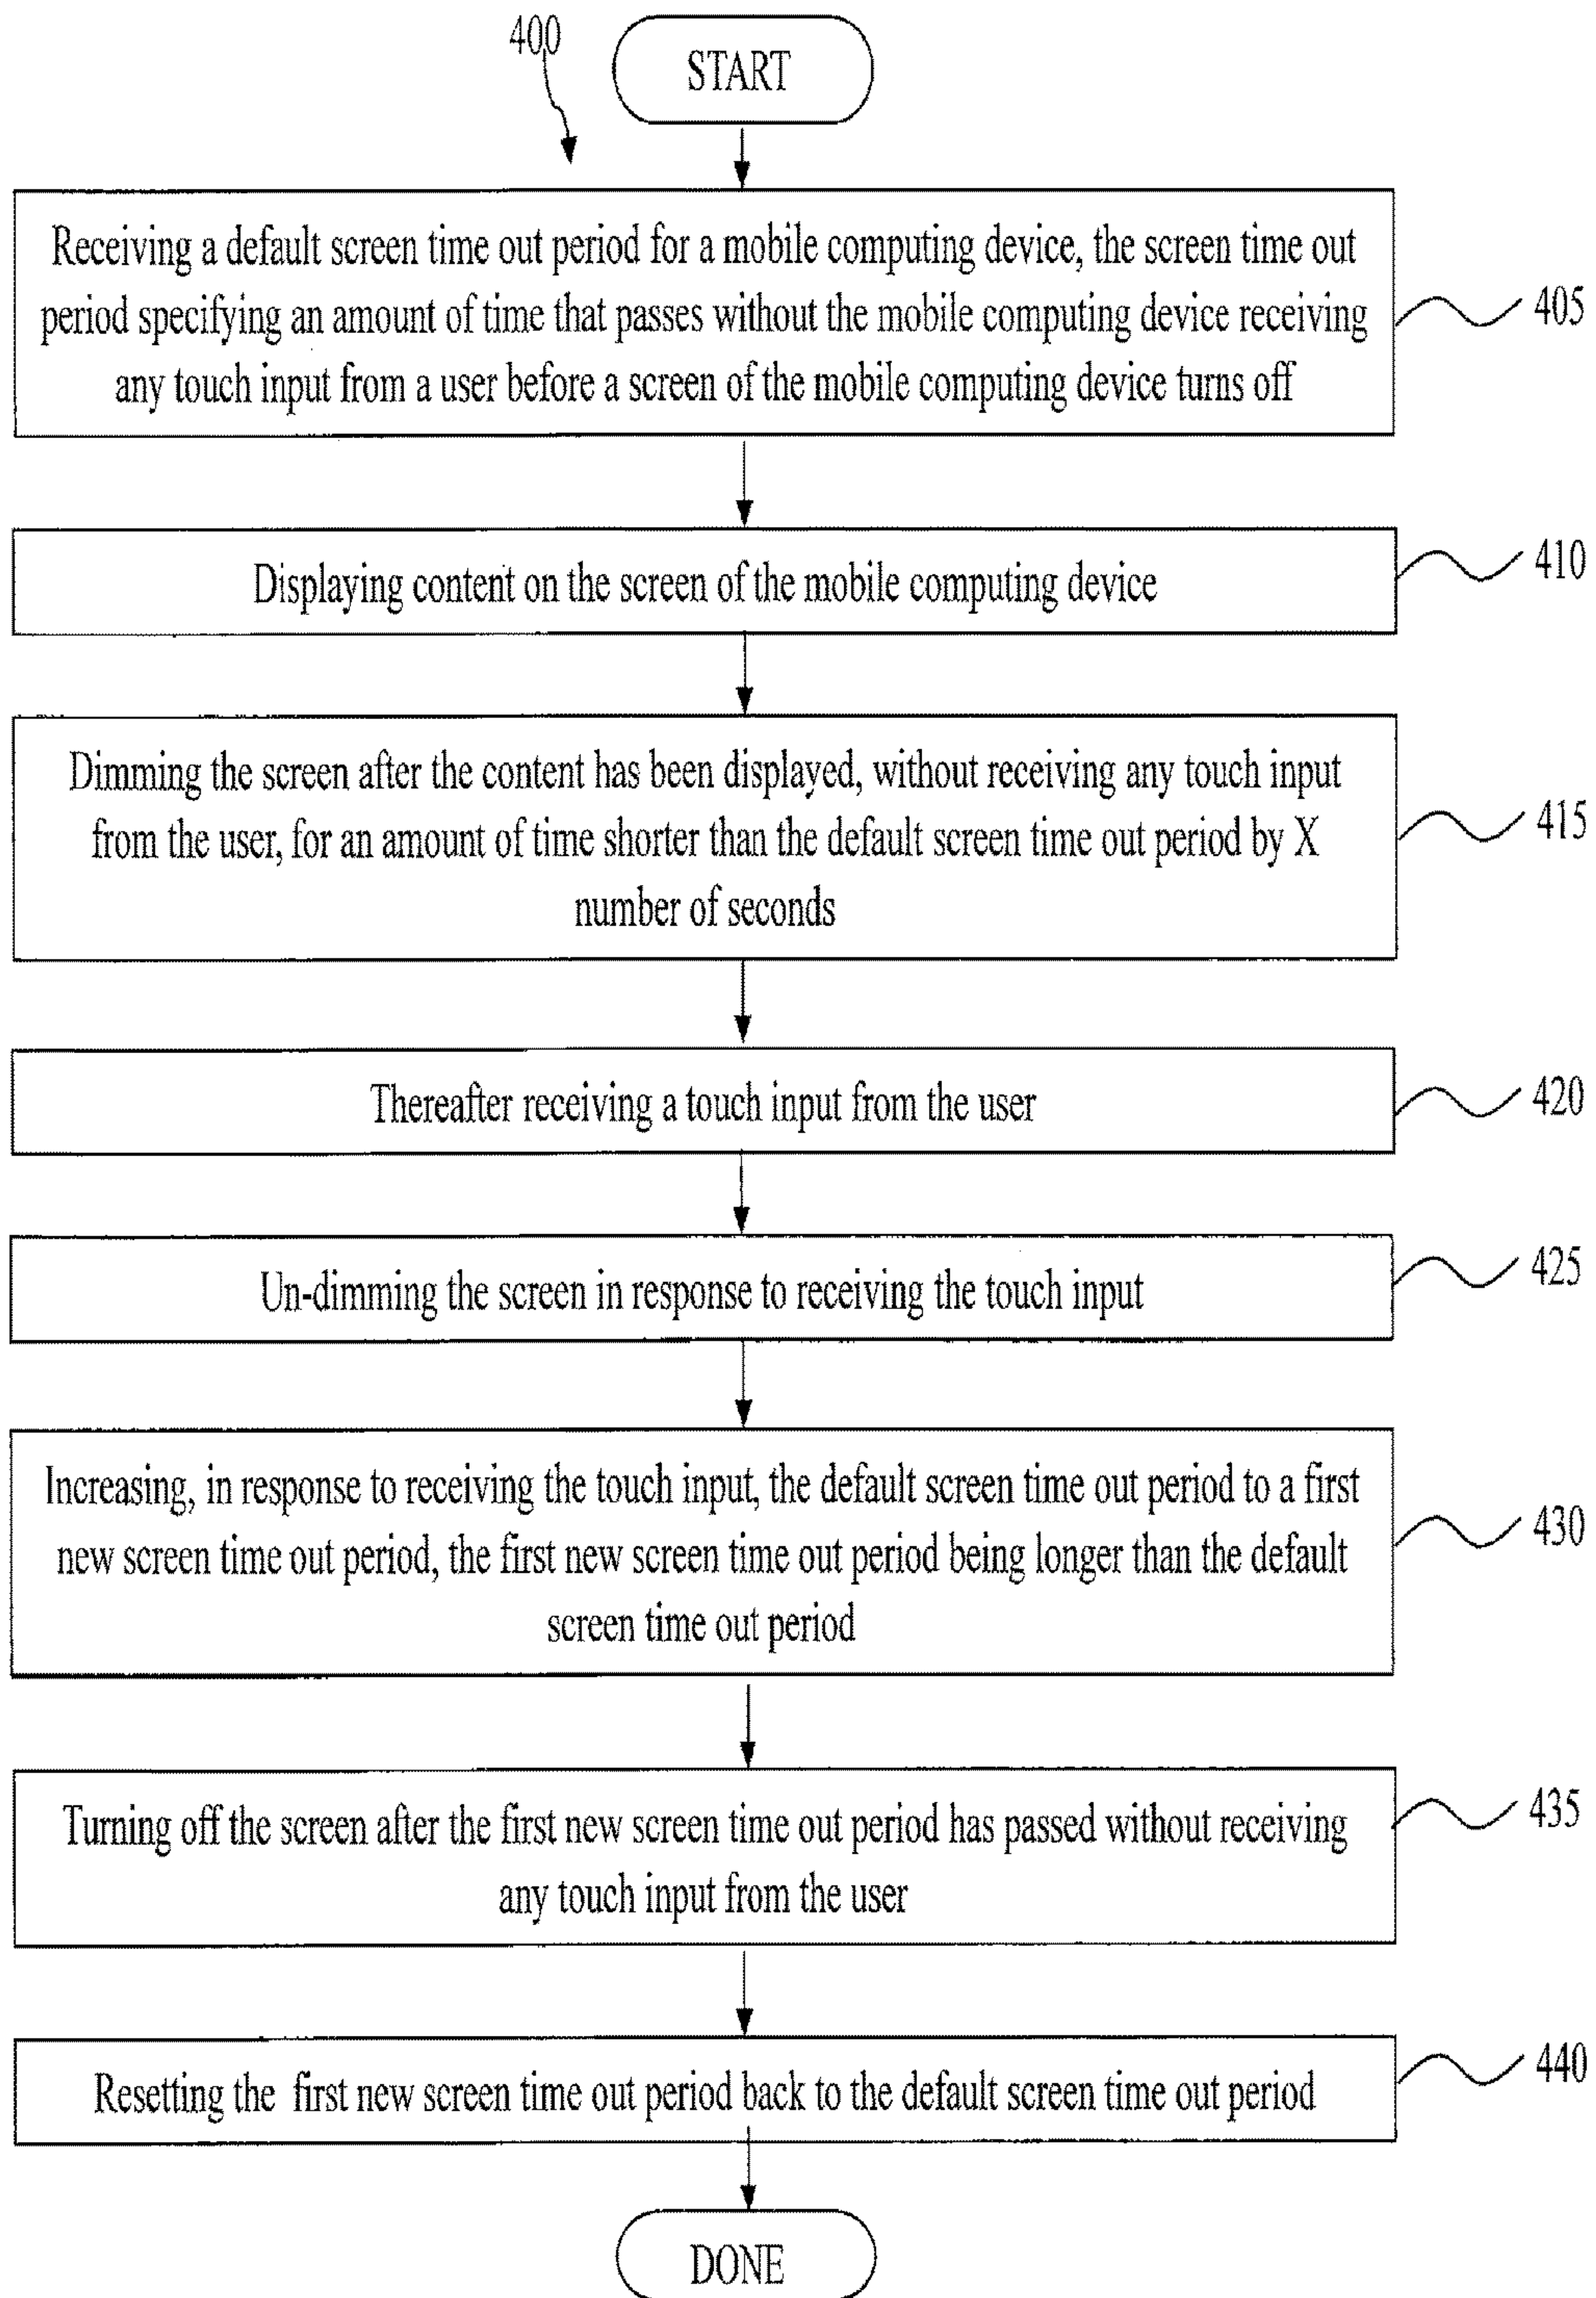 400
START
Receiving a default screen time out period for a mobile computing device, the screen time out
period specifying an amount of time that passes without the mobile computing device receiving
any touch input from a user before a screen of the mobile computing device turns off
405
Displaying content on the screen of the mobile computing device
410
Dimming the screen after the content has been displayed, without receiving any touch input
from the user, for an amount of time shorter than the default screen time out period by X
number of seconds
415
Thereafter receiving a touch input from the user
420
Un-dimming the screen in response to receiving the touch input
425
Increasing, in response to receiving the touch input, the default screen time out period to a first
new screen time out period, the first new screen time out period being longer than the default
screen time out period
430
Turning off the screen after the first new screen time out period has passed without receiving
any touch input from the user
435
Resetting the first new screen time out period back to the default screen time out period
440
DONE